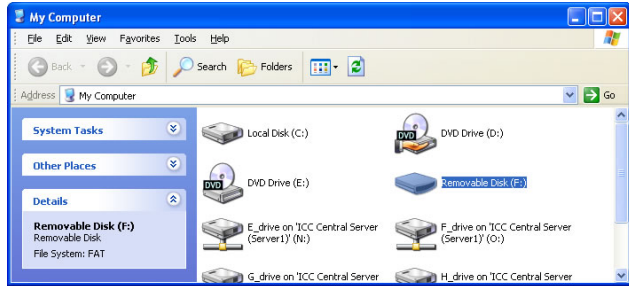 My Computer
File Edit View Favorites Tools Help
Back Search Folders
Address My Computer Go
System Tasks
Other Places
Details
Removable Disk (F:)
Removable Disk
File System: FAT
Local Disk (C:) DVD Drive (D:)
DVD DVD Drive (E:) Removable Disk (F:)
DVD
E_drive on 'ICC Central Server (Server1)' (N:)
F_drive on 'ICC Central Server (Server1)' (O:)
G_drive on 'ICC Central Server
H_drive on 'ICC Central Server